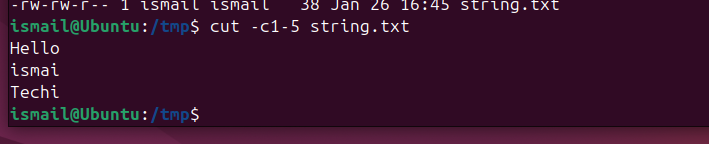 -rw-rw-r-- 1 ismail ismail   38 Jan 26 16:45 string.txt
ismail@Ubuntu:/tmp$ cut -c1-5 string.txt
Hello
ismai
Techi
ismail@Ubuntu:/tmp$